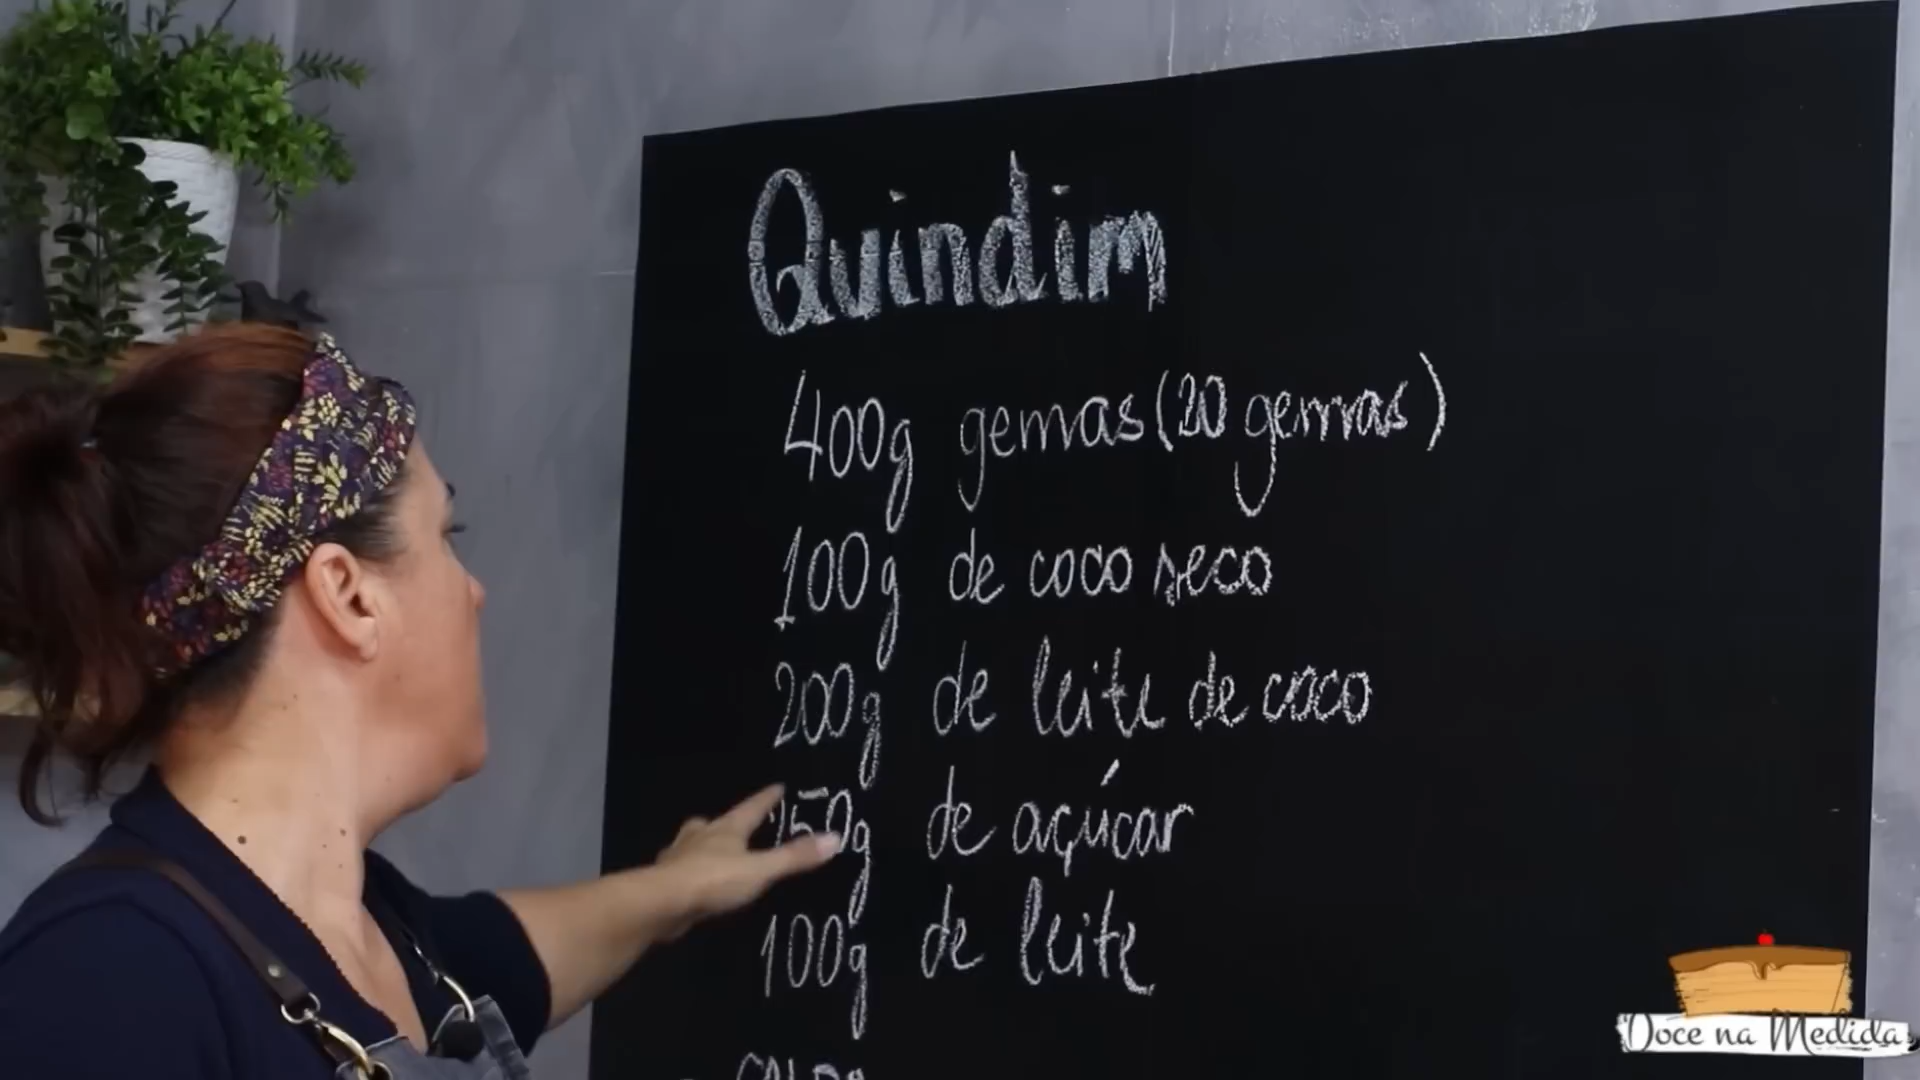 Quindim
400g gemas (20 gemas)
100g de coco seco
200g de leite de coco
de açúcar
100g de leite
Doce na Medida